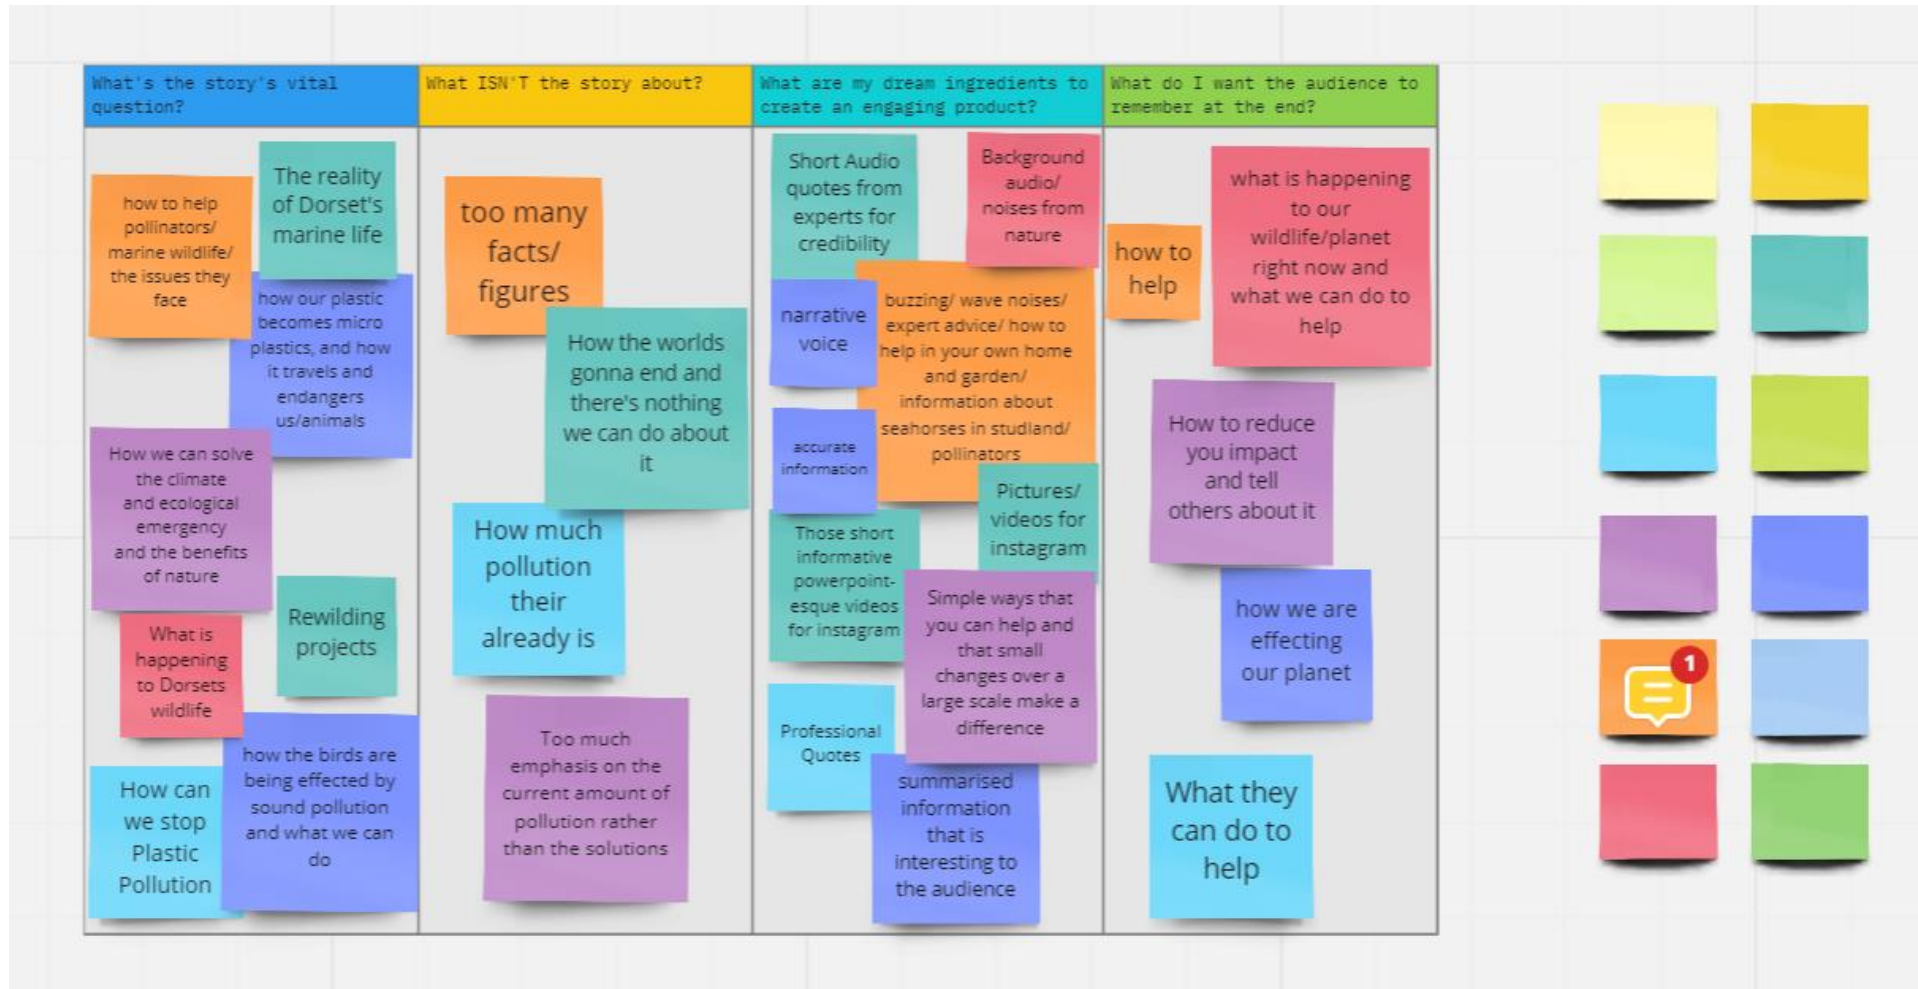 What's the story's vital
question?
What ISN'T the story about?
What are my dream ingredients to
create an engaging product?
What do I want the audience to
remember at the end?
how to help
pollinators/
marine wildlife/
the issues they
face
The reality
of Dorset's
marine life
how our plastic
becomes micro
plastics, and how
it travels and
endangers
us/animals
How we can solve
the climate
and ecological
emergency
and the benefits
of nature
Rewilding
projects
What is
happening
to Dorsets
wildlife
how the birds are
being effected by
sound pollution
and what we can
do
How can
we stop
Plastic
Pollution
too many
facts/
figures
How the worlds
gonna end and
there's nothing
we can do about
it
How much
pollution
their
already is
Too much
emphasis on the
current amount of
pollution rather
than the solutions
Short Audio
quotes from
experts for
credibility
Background
audio/
noises from
nature
narrative
voice
buzzing/ wave noises/
expert advice/ how to
help in your own home
and garden/
information about
seahorses in studland/
pollinators
accurate
information
Pictures/
videos for
instagram
Those short
informative
powerpoint-
esque videos
for instagram
Simple ways that
you can help and
that small
changes over a
large scale make a
difference
Professional
Quotes
summarised
information
that is
interesting to
the audience
how to
help
what is happening
to our
wildlife/planet
right now and
what we can do to
help
How to reduce
you impact
and tell
others about it
how we are
effecting
our planet
What they
can do to
help
1